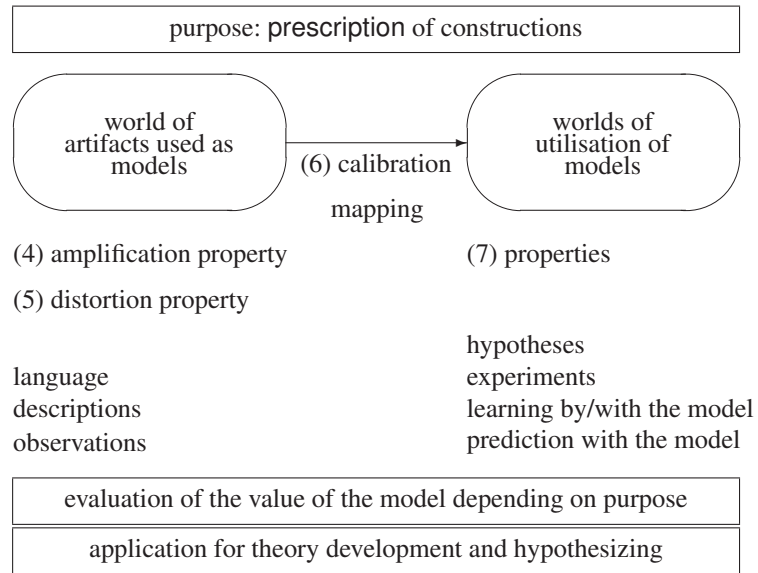 purpose: prescription of constructions
world of
artifacts used as
models
(6) calibration
mapping
worlds of
utilisation of
models
(4) amplification property
(5) distortion property
(7) properties
language
descriptions
observations
hypotheses
experiments
learning by/with the model
prediction with the model
evaluation of the value of the model depending on purpose
application for theory development and hypothesizing